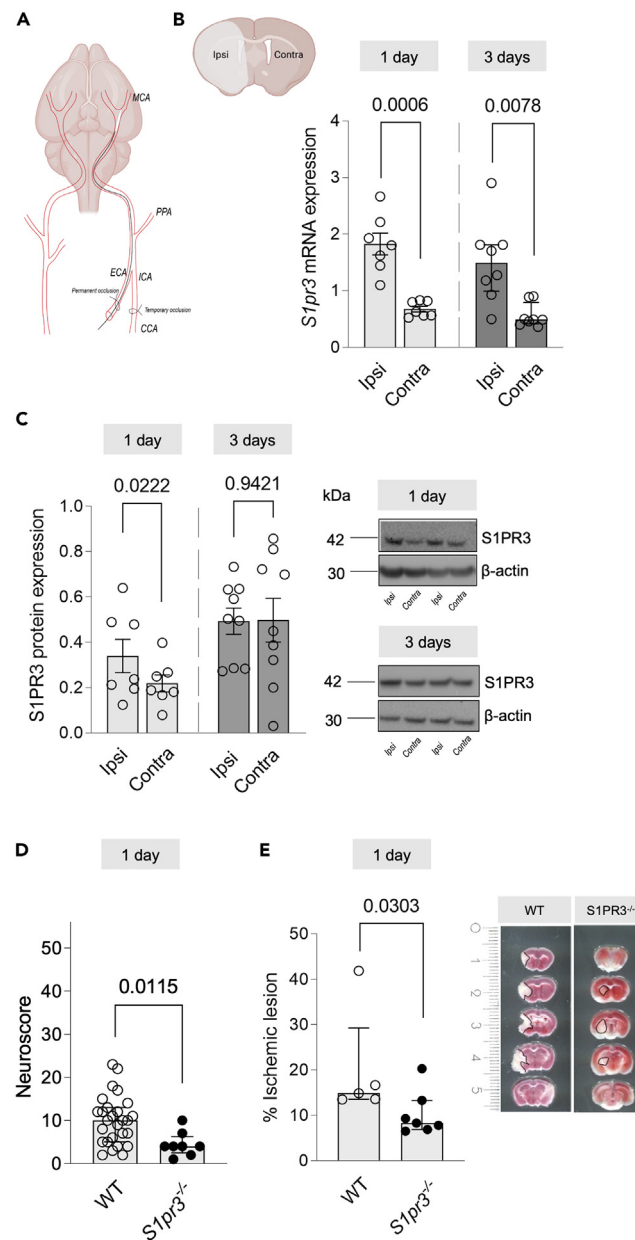 A
MCA
PPA
ECA
ICA
Permanent occlusion
Temporary occlusion
CCA
B
Ipsi
Contra
1 day
3 days
0.0006
0.0078
S1pr3 mRNA expression
4
3
2
1
0
Ipsi
Contra
Ipsi
Contra
C
1 day
3 days
0.0222
0.9421
S1PR3 protein expression
1.0
0.8
0.6
0.4
0.2
0.0
Ipsi
Contra
Ipsi
Contra
kDa
1 day
42
S1PR3
30
β-actin
Ipsi
Contra
Ipsi
Contra
3 days
42
S1PR3
30
β-actin
Ipsi
Contra
Ipsi
Contra
D
1 day
0.0115
Neuroscore
50
40
30
20
10
0
WT
S1pr3-/-
E
1 day
0.0303
% Ischemic lesion
50
40
30
20
10
0
WT
S1pr3-/-
WT
S1PR3-/-
0
1
2
3
4
5